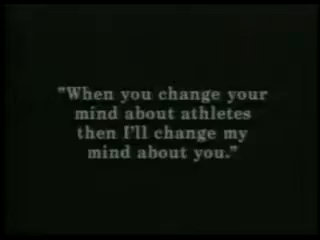 "When you change your
mind about athletes
then I'll change my
mind about you."